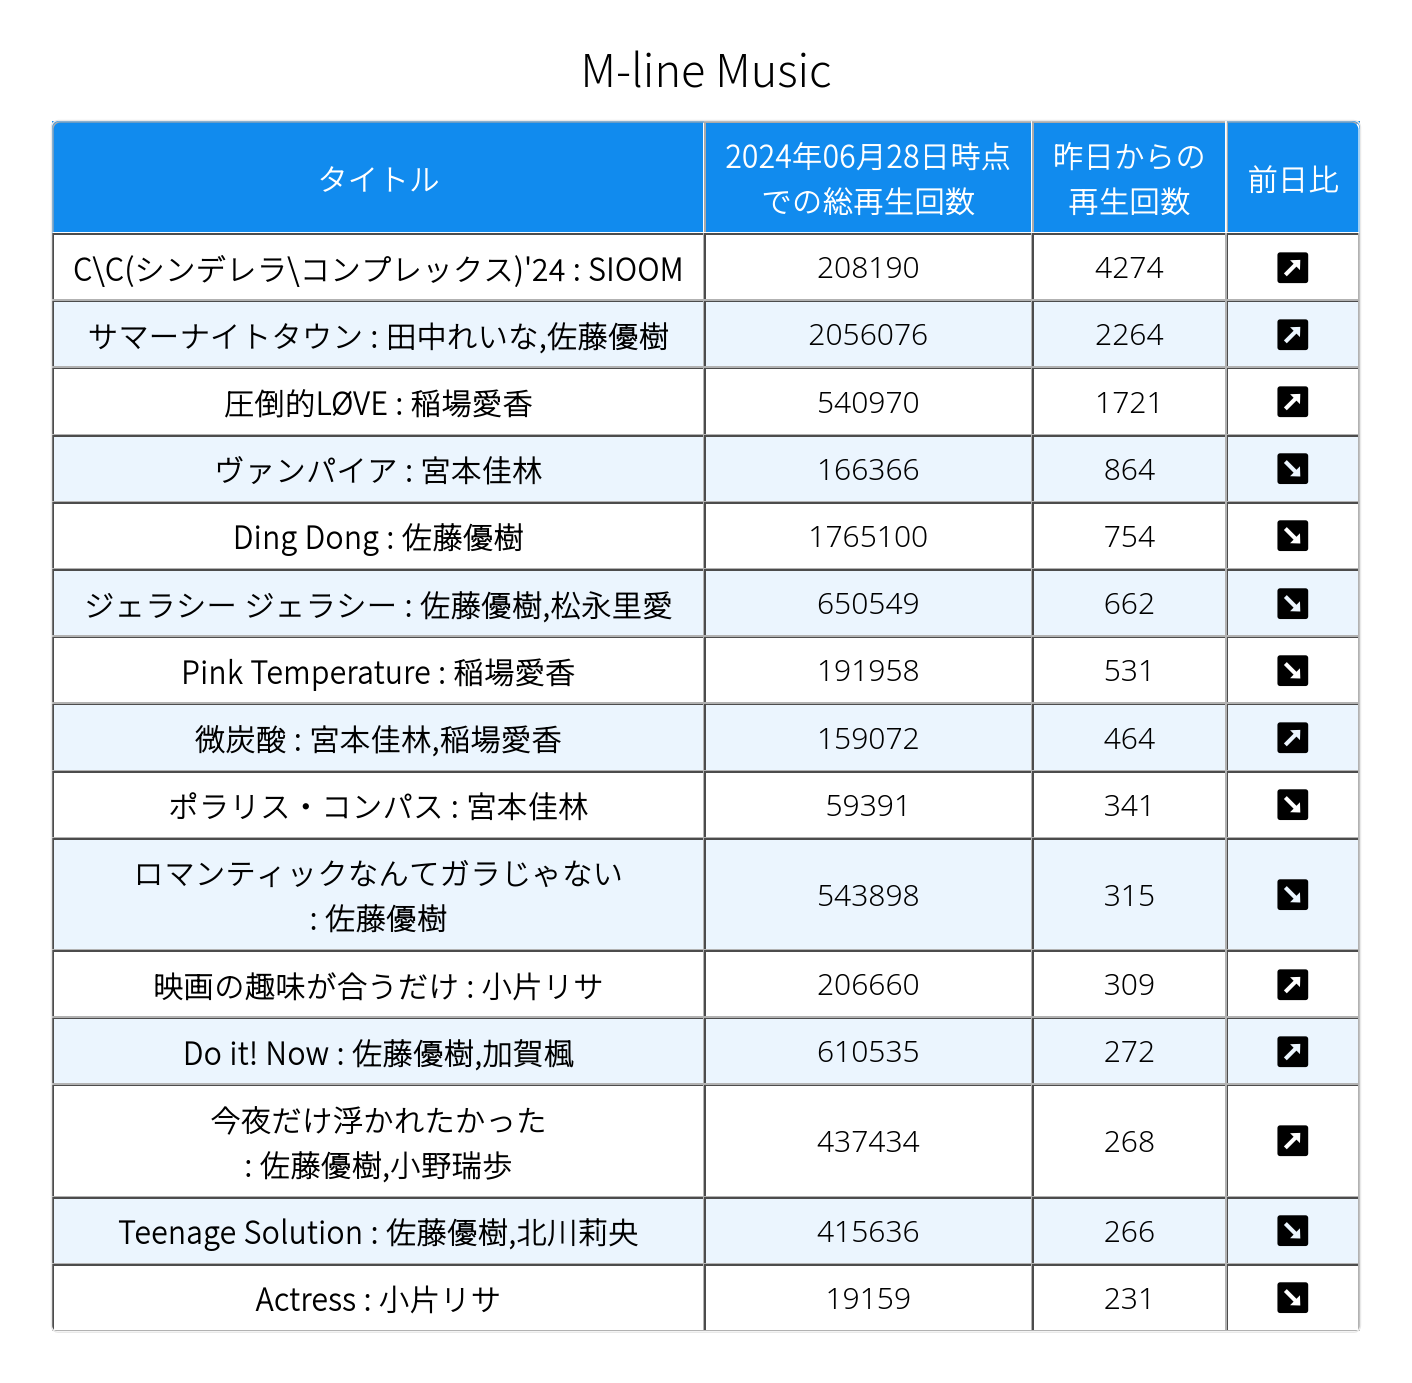 M-line Music
タイトル
2024年06月28日時点
での総再生回数
昨日からの
再生回数
前日比
C\C(シンデレラ\コンプレックス)'24 : SIOOM 208190 4274 ↗
サマーナイトタウン : 田中れいな,佐藤優樹 2056076 2264 ↗
圧倒的LØVE : 稲場愛香 540970 1721 ↗
ヴァンパイア : 宮本佳林 166366 864 ↘
Ding Dong : 佐藤優樹 1765100 754 ↘
ジェラシー ジェラシー : 佐藤優樹,松永里愛 650549 662 ↘
Pink Temperature : 稲場愛香 191958 531 ↘
微炭酸 : 宮本佳林,稲場愛香 159072 464 ↗
ポラリス・コンパス : 宮本佳林 59391 341 ↘
ロマンティックなんてガラじゃない
: 佐藤優樹 543898 315 ↘
映画の趣味が合うだけ : 小片リサ 206660 309 ↗
Do it! Now : 佐藤優樹,加賀楓 610535 272 ↗
今夜だけ浮かれたかった
: 佐藤優樹,小野瑞歩 437434 268 ↗
Teenage Solution : 佐藤優樹,北川莉央 415636 266 ↘
Actress : 小片リサ 19159 231 ↘